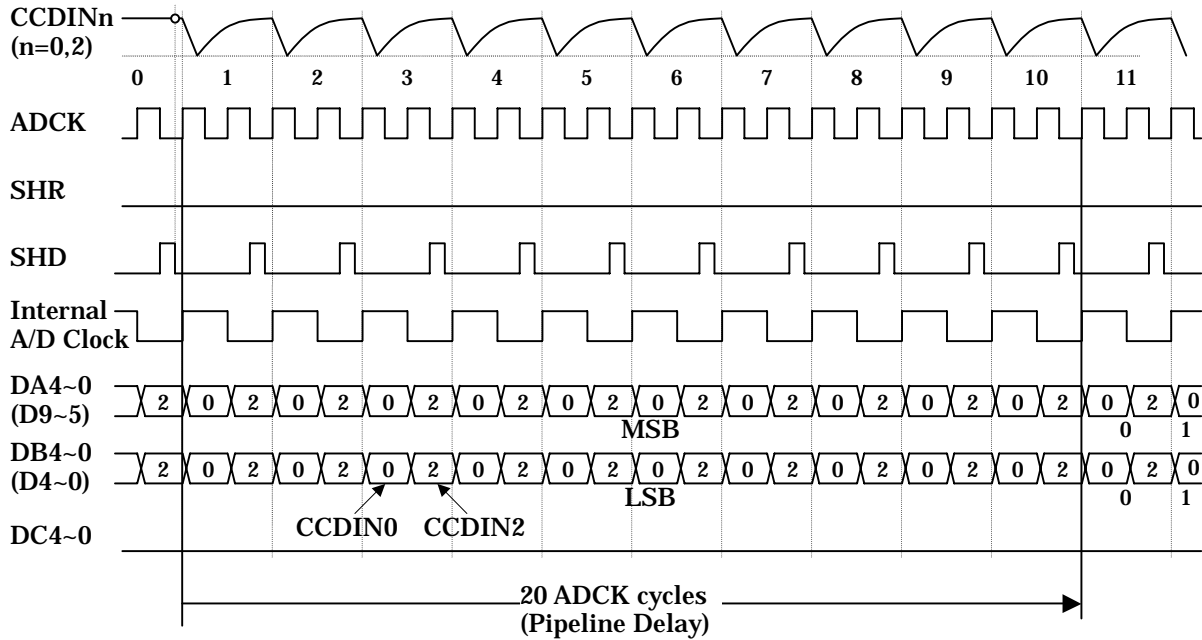 CCDINn
(n=0,2)
0 1 2 3 4 5 6 7 8 9 10 11
ADCK
SHR
SHD
Internal
A/D Clock
DA4~0
(D9~5)
2 0 2 0 2 0 2 0 2 0 2 0 2 0 2 0 2 0 2 0 2 0 2 0
MSB 0 1
DB4~0
(D4~0)
2 0 2 0 2 0 2 0 2 0 2 0 2 0 2 0 2 0 2 0 2 0 2 0
LSB 0 1
CCDIN0 CCDIN2
DC4~0
20 ADCK cycles
(Pipeline Delay)